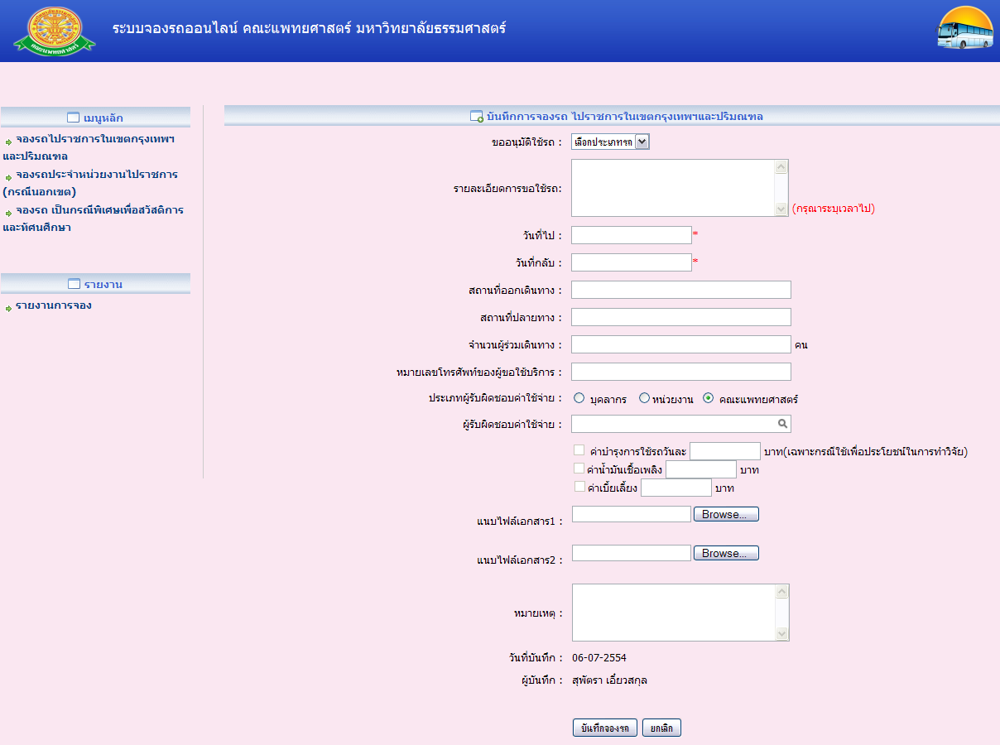 ระบบจองรถออนไลน์ คณะแพทยศาสตร์ มหาวิทยาลัยธรรมศาสตร์
เมนูหลัก
จองรถไปราชการในเขตกรุงเทพฯ
และปริมณฑล
จองรถประจำหน่วยงานไปราชการ
(กรณีนอกเขต)
จองรถ เป็นกรณีพิเศษเพื่อสวัสดิการ
และทัศนศึกษา
รายงาน
รายงานการจอง
บันทึกการจองรถ ไปราชการในเขตกรุงเทพฯและปริมณฑล
ขออนุมัติใช้รถ : เลือกประเภทรถ
รายละเอียดการขอใช้รถ: (กรุณาระบุเวลาไป)
วันที่ไป : *
วันที่กลับ : *
สถานที่ออกเดินทาง :
สถานที่ปลายทาง :
จำนวนผู้ร่วมเดินทาง : คน
หมายเลขโทรศัพท์ของผู้ขอใช้บริการ :
ประเภทผู้รับผิดชอบค่าใช้จ่าย : บุคลากร หน่วยงาน คณะแพทยศาสตร์
ผู้รับผิดชอบค่าใช้จ่าย :
ค่าบำรุงการใช้รถวันละ บาท(เฉพาะกรณีใช้เพื่อประโยชน์ในการทำวิจัย)
ค่าน้ำมันเชื้อเพลิง บาท
ค่าเบี้ยเลี้ยง บาท
แนบไฟล์เอกสาร1 : Browse...
แนบไฟล์เอกสาร2 : Browse...
หมายเหตุ :
วันที่บันทึก : 06-07-2554
ผู้บันทึก : สุพัตรา เอี่ยวสกุล
บันทึกจองรถ ยกเลิก